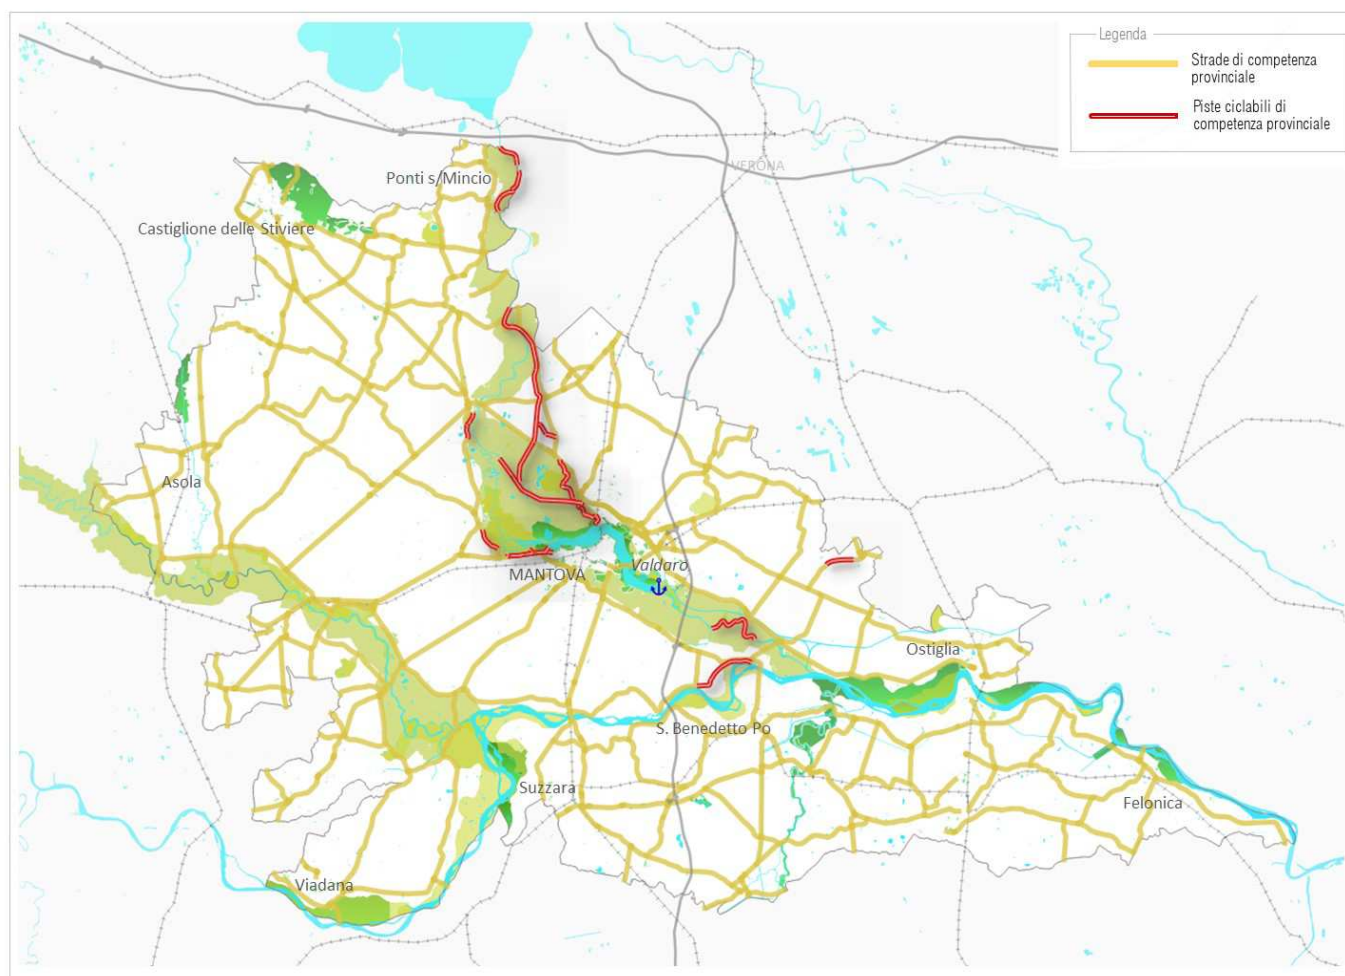 Legenda
Strade di competenza
provinciale
Piste ciclabili di
competenza provinciale
VERONA
Ponti s/Mincio
Castiglione delle Stiviere
Asola
Valdaro
MANTOVA
Ostiglia
S. Benedetto Po
Suzzara
Felonica
Viadana